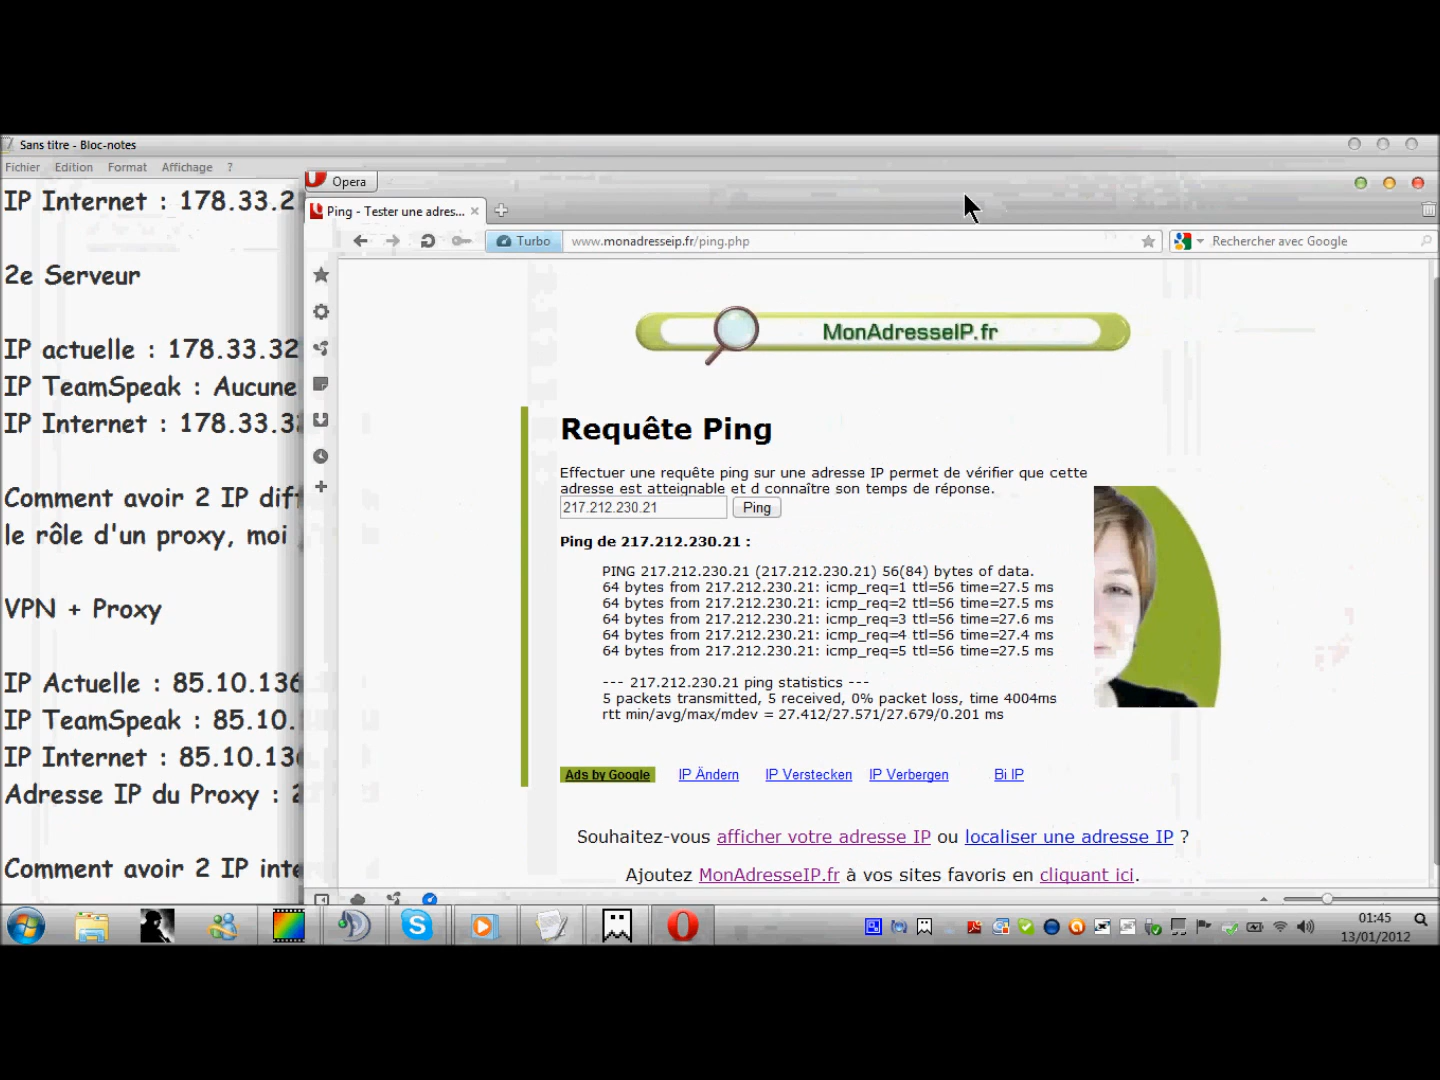 Sans titre - Bloc-notes
Fichier Edition Format Affichage ?
IP Internet : 178.33.2
2e Serveur
IP actuelle : 178.33.32
IP TeamSpeak : Aucune
IP Internet : 178.33.32
Comment avoir 2 IP diff
le rôle d'un proxy, moi
VPN + Proxy
IP Actuelle : 85.10.136
IP TeamSpeak : 85.10.
IP Internet : 85.10.136
Adresse IP du Proxy : 2
Comment avoir 2 IP inte
Opera
Ping - Tester une adres...
Turbo www.monadresseip.fr/ping.php Rechercher avec Google
MonAdresseIP.fr
Requête Ping
Effectuer une requête ping sur une adresse IP permet de vérifier que cette
adresse est atteignable et d connaître son temps de réponse.
217.212.230.21 Ping
Ping de 217.212.230.21 :
PING 217.212.230.21 (217.212.230.21) 56(84) bytes of data.
64 bytes from 217.212.230.21: icmp_req=1 ttl=56 time=27.5 ms
64 bytes from 217.212.230.21: icmp_req=2 ttl=56 time=27.5 ms
64 bytes from 217.212.230.21: icmp_req=3 ttl=56 time=27.6 ms
64 bytes from 217.212.230.21: icmp_req=4 ttl=56 time=27.4 ms
64 bytes from 217.212.230.21: icmp_req=5 ttl=56 time=27.5 ms
--- 217.212.230.21 ping statistics ---
5 packets transmitted, 5 received, 0% packet loss, time 4004ms
rtt min/avg/max/mdev = 27.412/27.571/27.679/0.201 ms
Ads by Google IP Ändern IP Verstecken IP Verbergen Bi IP
Souhaitez-vous afficher votre adresse IP ou localiser une adresse IP ?
Ajoutez MonAdresseIP.fr à vos sites favoris en cliquant ici.
01:45
13/01/2012